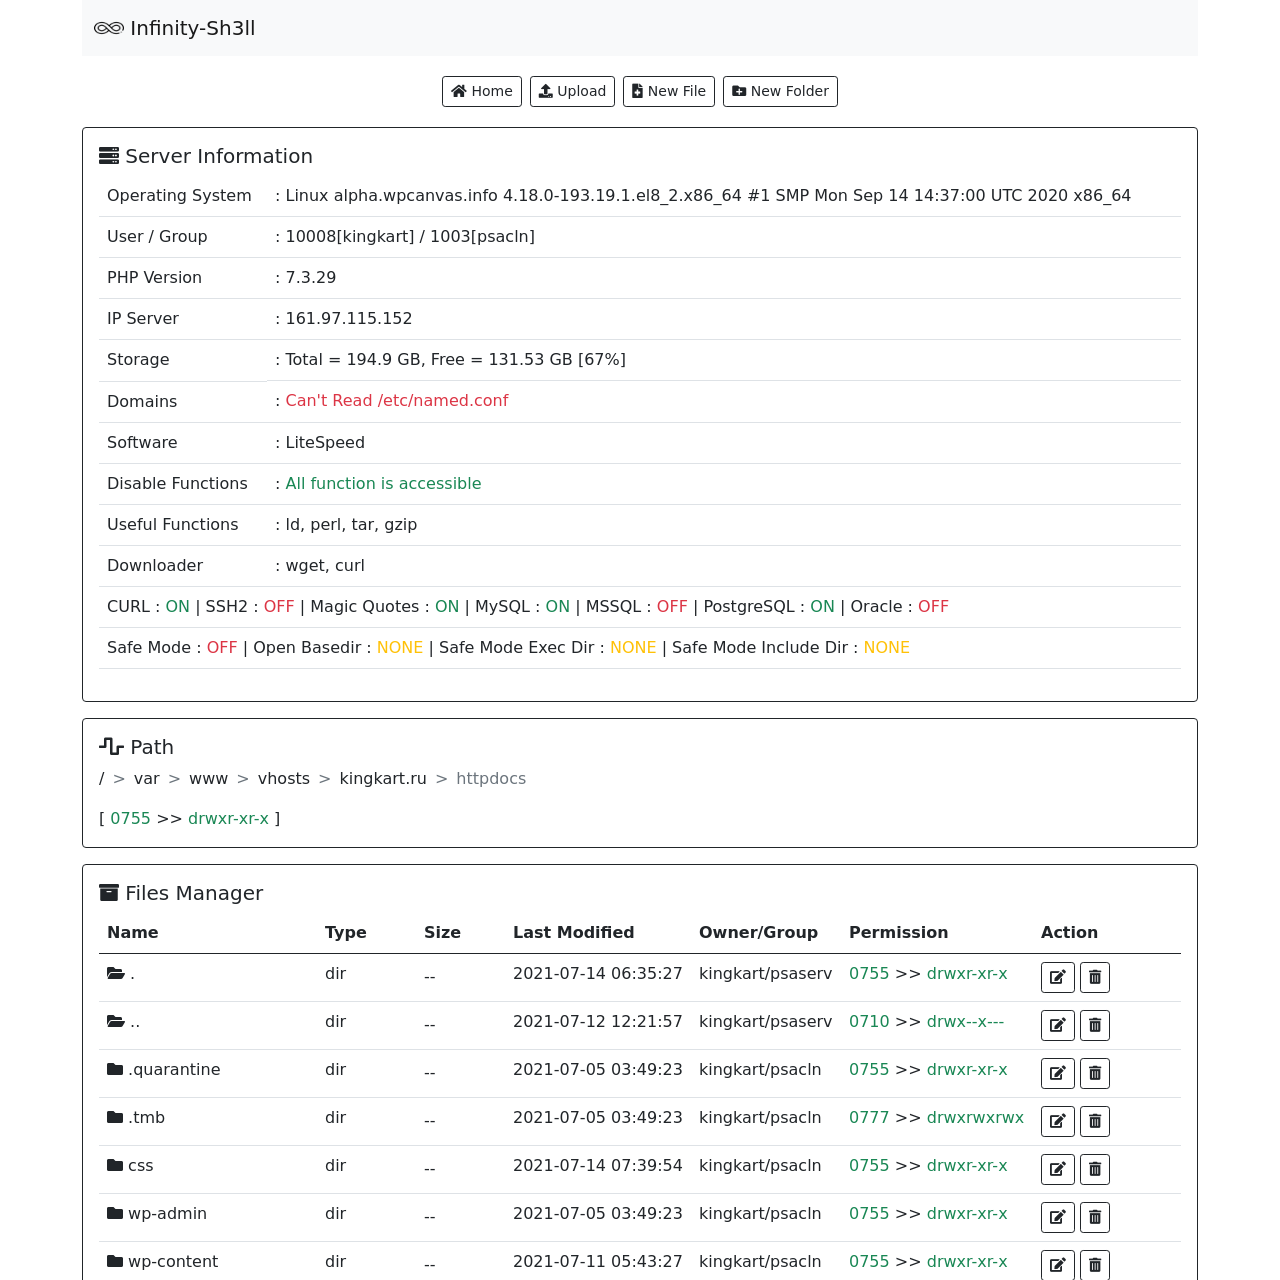 Infinity-Sh3ll
Home Upload New File New Folder
Server Information
Operating System : Linux alpha.wpcanvas.info 4.18.0-193.19.1.el8_2.x86_64 #1 SMP Mon Sep 14 14:37:00 UTC 2020 x86_64
User / Group : 10008[kingkart] / 1003[psacln]
PHP Version : 7.3.29
IP Server : 161.97.115.152
Storage : Total = 194.9 GB, Free = 131.53 GB [67%]
Domains : Can't Read /etc/named.conf
Software : LiteSpeed
Disable Functions : All function is accessible
Useful Functions : ld, perl, tar, gzip
Downloader : wget, curl
CURL : ON | SSH2 : OFF | Magic Quotes : ON | MySQL : ON | MSSQL : OFF | PostgreSQL : ON | Oracle : OFF
Safe Mode : OFF | Open Basedir : NONE | Safe Mode Exec Dir : NONE | Safe Mode Include Dir : NONE
Path
/ > var > www > vhosts > kingkart.ru > httpdocs
[ 0755 >> drwxr-xr-x ]
Files Manager
Name Type Size Last Modified Owner/Group Permission Action
. dir -- 2021-07-14 06:35:27 kingkart/psaserv 0755 >> drwxr-xr-x
.. dir -- 2021-07-12 12:21:57 kingkart/psaserv 0710 >> drwx--x---
.quarantine dir -- 2021-07-05 03:49:23 kingkart/psacln 0755 >> drwxr-xr-x
.tmb dir -- 2021-07-05 03:49:23 kingkart/psacln 0777 >> drwxrwxrwx
css dir -- 2021-07-14 07:39:54 kingkart/psacln 0755 >> drwxr-xr-x
wp-admin dir -- 2021-07-05 03:49:23 kingkart/psacln 0755 >> drwxr-xr-x
wp-content dir -- 2021-07-11 05:43:27 kingkart/psacln 0755 >> drwxr-xr-x